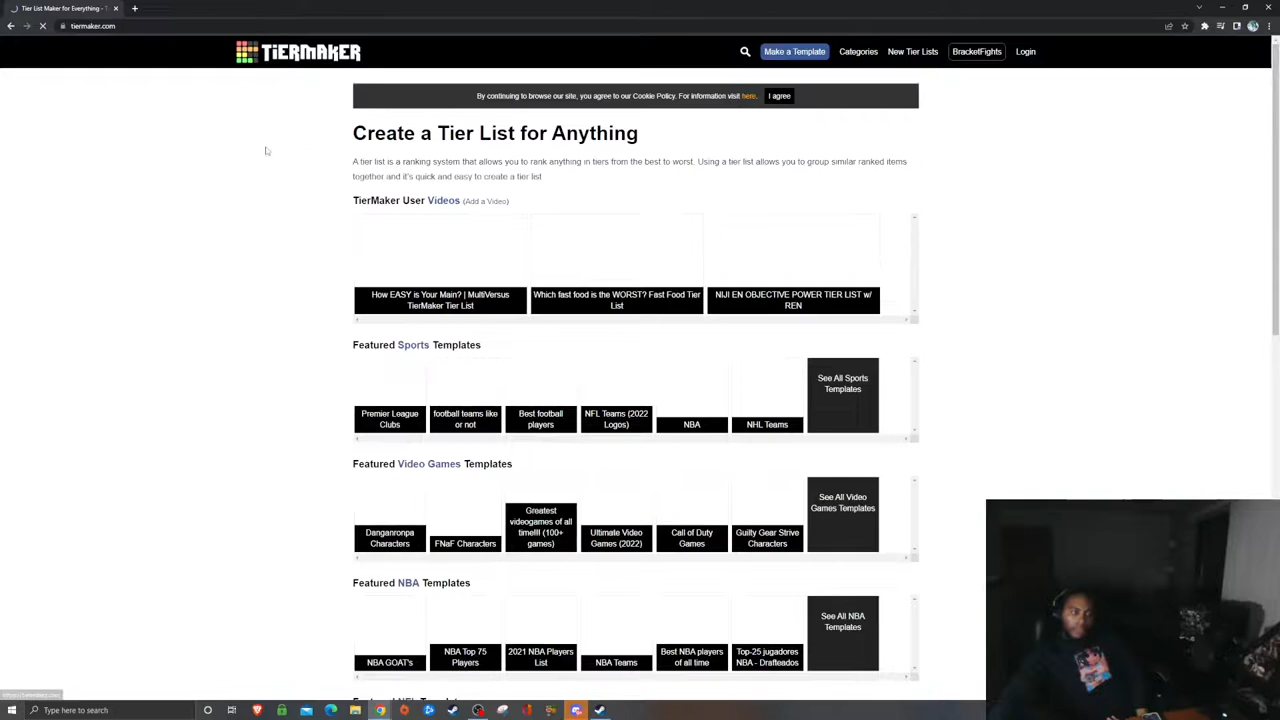 Tier List Maker for Everything - T
tiermaker.com
TiERMAKER
Make a Template
Categories
New Tier Lists
BracketFights
Login
By continuing to browse our site, you agree to our Cookie Policy. For information visit here.
I agree
Create a Tier List for Anything
A tier list is a ranking system that allows you to rank anything in tiers from the best to worst. Using a tier list allows you to group similar ranked items
together and it's quick and easy to create a tier list
TierMaker User Videos (Add a Video)
How EASY is Your Main? | MultiVersus
TierMaker Tier List
Which fast food is the WORST? Fast Food Tier
List
NIJI EN OBJECTIVE POWER TIER LIST w/
REN
Featured Sports Templates
Premier League
Clubs
football teams like
or not
Best football
players
NFL Teams (2022
Logos)
NBA
NHL Teams
See All Sports
Templates
Featured Video Games Templates
Danganronpa
Characters
FNaF Characters
Greatest
videogames of all
time!!! (100+
games)
Ultimate Video
Games (2022)
Call of Duty
Games
Guilty Gear Strive
Characters
See All Video
Games Templates
Featured NBA Templates
NBA GOAT's
NBA Top 75
Players
2021 NBA Players
List
NBA Teams
Best NBA players
of all time
Top-25 jugadores
NBA - Drafteados
See All NBA
Templates
https://tiermaker.com
Type here to search